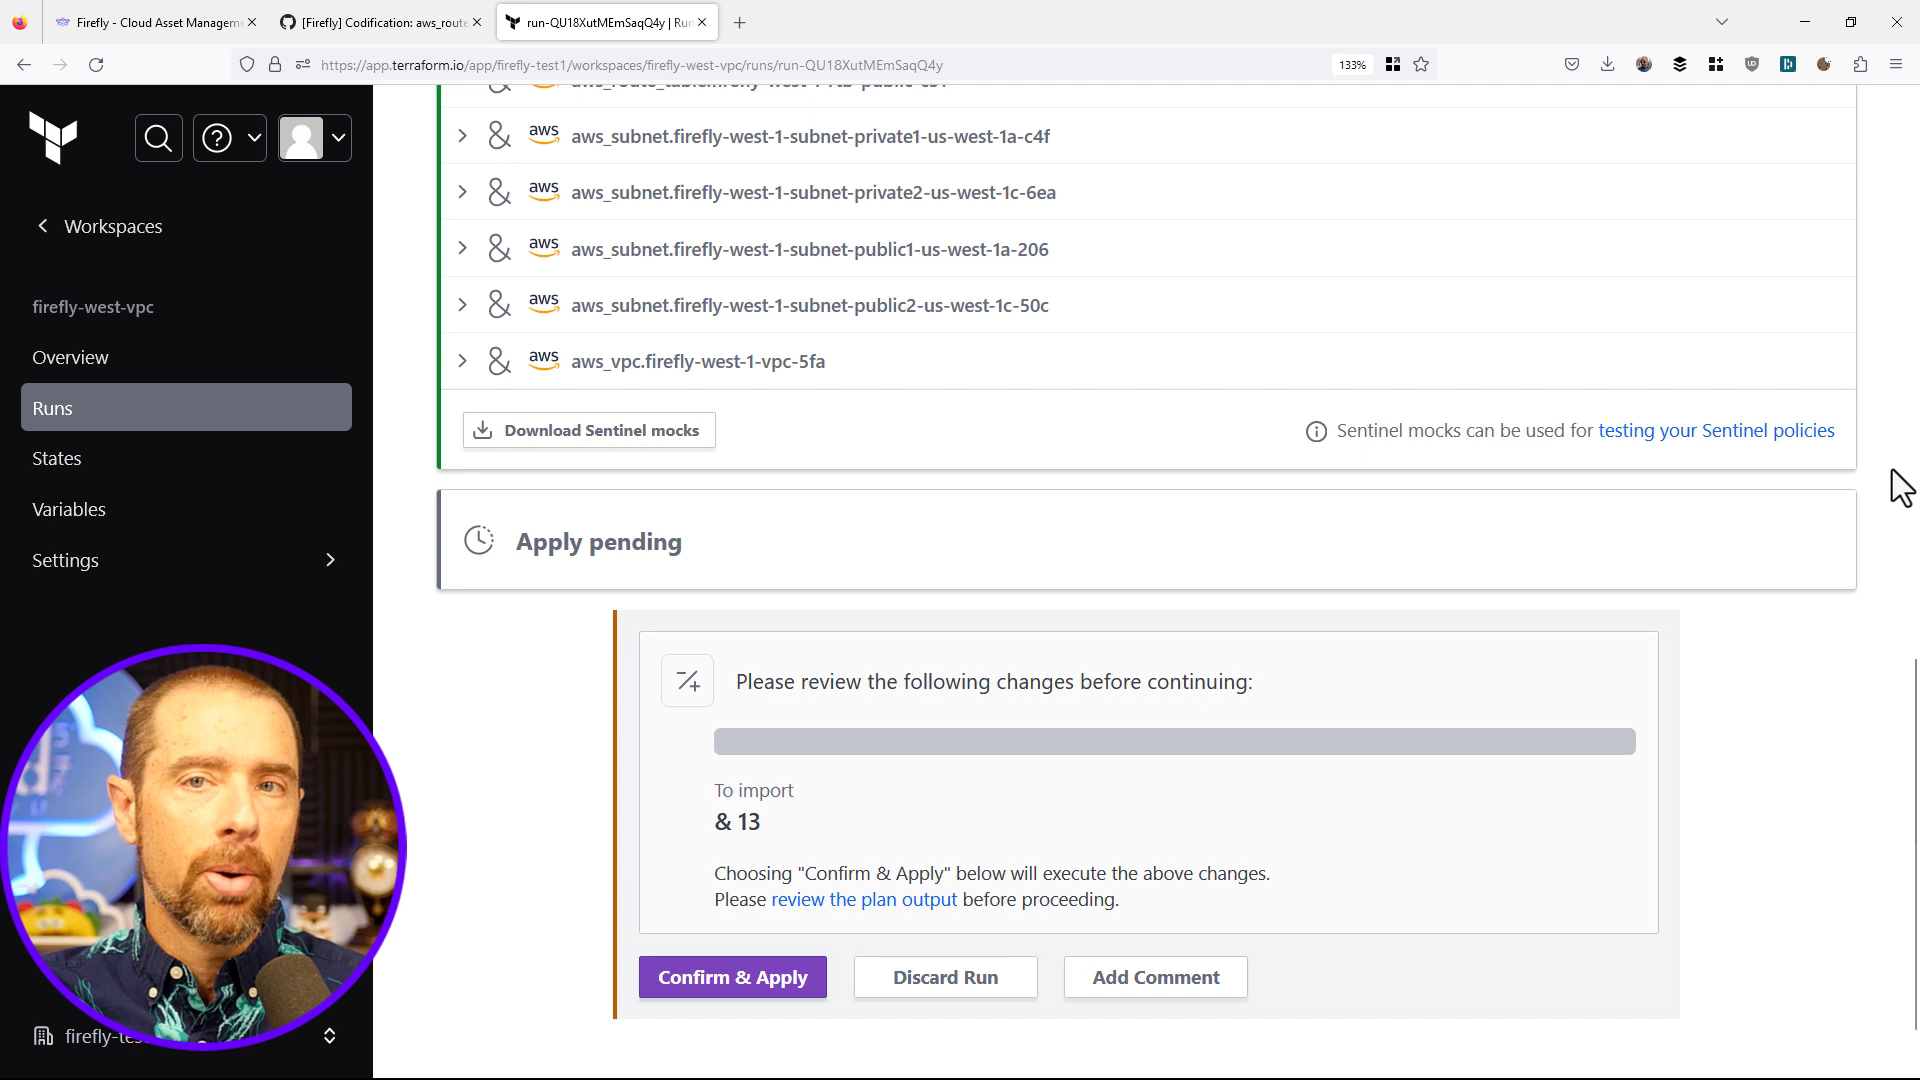 Firefly - Cloud Asset Managem
[Firefly] Codification: aws_route
run-QU18XutMEmSaqQ4y | Run
https://app.terraform.io/app/firefly-test1/workspaces/firefly-west-vpc/runs/run-QU18XutMEmSaqQ4y
133%
Workspaces
firefly-west-vpc
Overview
Runs
States
Variables
Settings
aws_subnet.firefly-west-1-subnet-private1-us-west-1a-c4f
aws_subnet.firefly-west-1-subnet-private2-us-west-1c-6ea
aws_subnet.firefly-west-1-subnet-public1-us-west-1a-206
aws_subnet.firefly-west-1-subnet-public2-us-west-1c-50c
aws_vpc.firefly-west-1-vpc-5fa
aws
aws
aws
aws
aws
Download Sentinel mocks
Sentinel mocks can be used for testing your Sentinel policies
Apply pending
Please review the following changes before continuing:
To import
& 13
Choosing "Confirm & Apply" below will execute the above changes.
Please review the plan output before proceeding.
Confirm & Apply
Discard Run
Add Comment